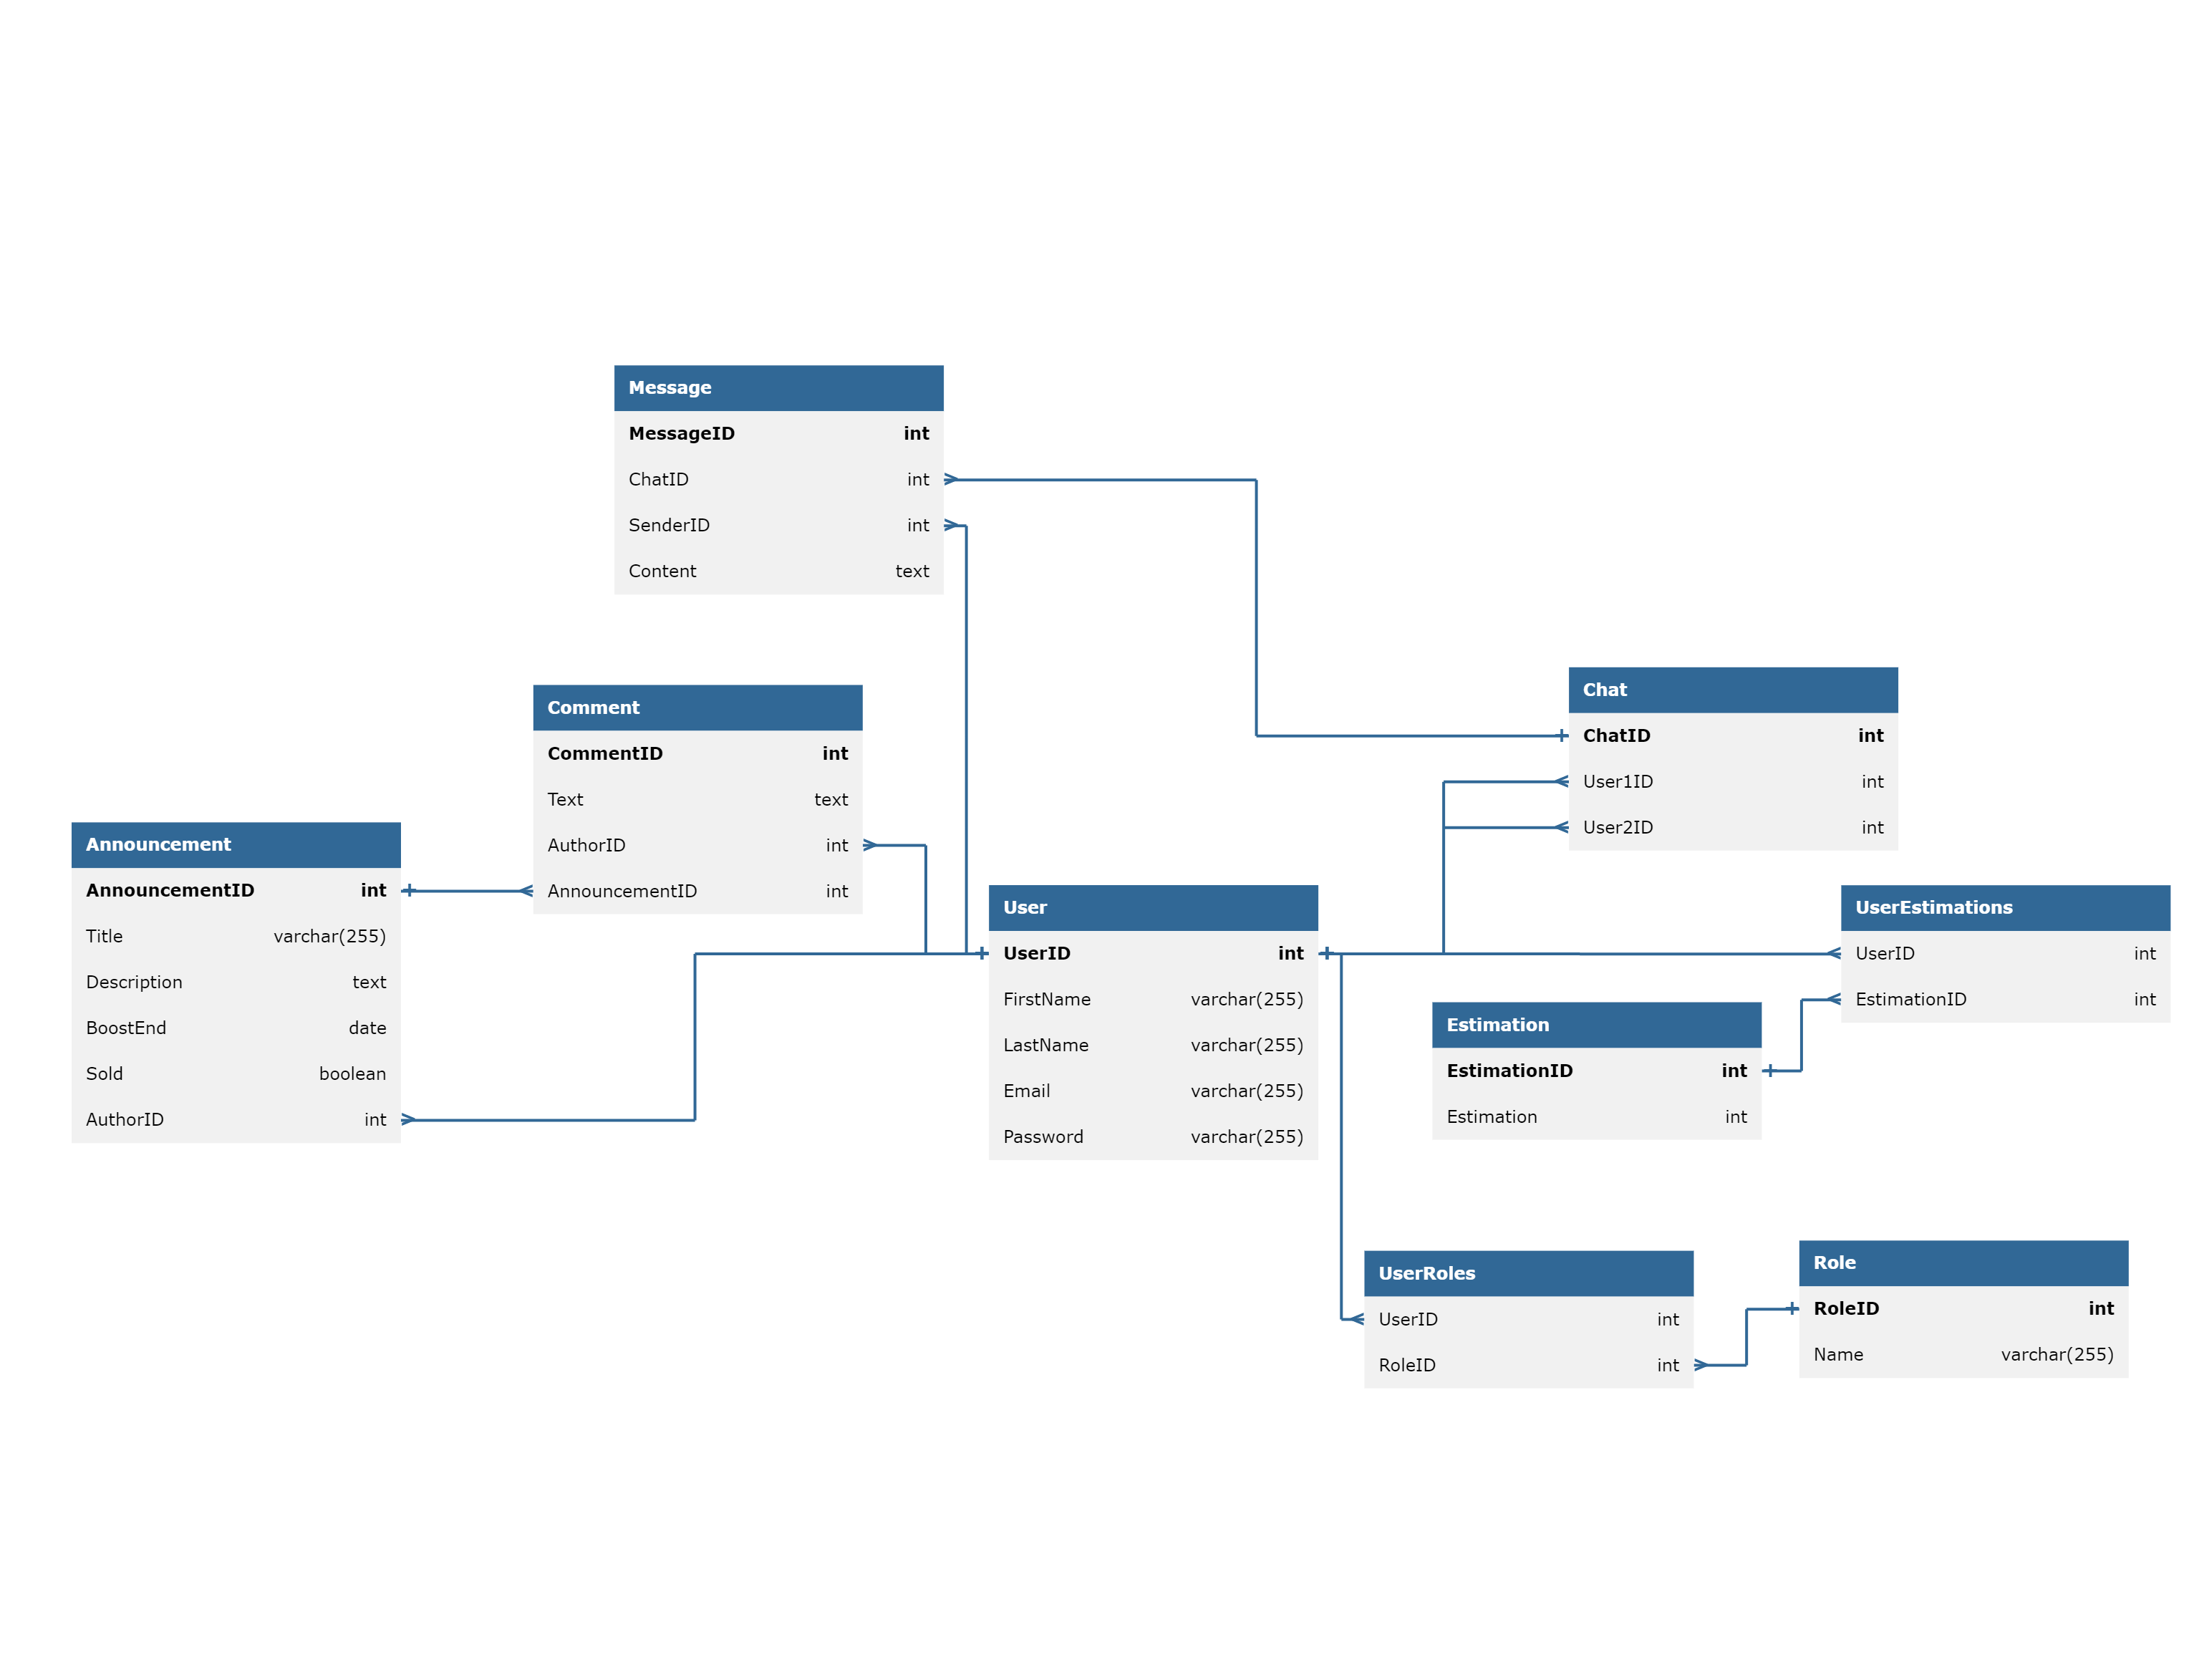 Message
MessageID int
ChatID int
SenderID int
Content text
Comment
CommentID int
Text text
AuthorID int
AnnouncementID int
Announcement
AnnouncementID int
Title varchar(255)
Description text
BoostEnd date
Sold boolean
AuthorID int
User
UserID int
FirstName varchar(255)
LastName varchar(255)
Email varchar(255)
Password varchar(255)
Chat
ChatID int
User1ID int
User2ID int
UserEstimations
UserID int
EstimationID int
Estimation
EstimationID int
Estimation int
UserRoles
UserID int
RoleID int
Role
RoleID int
Name varchar(255)